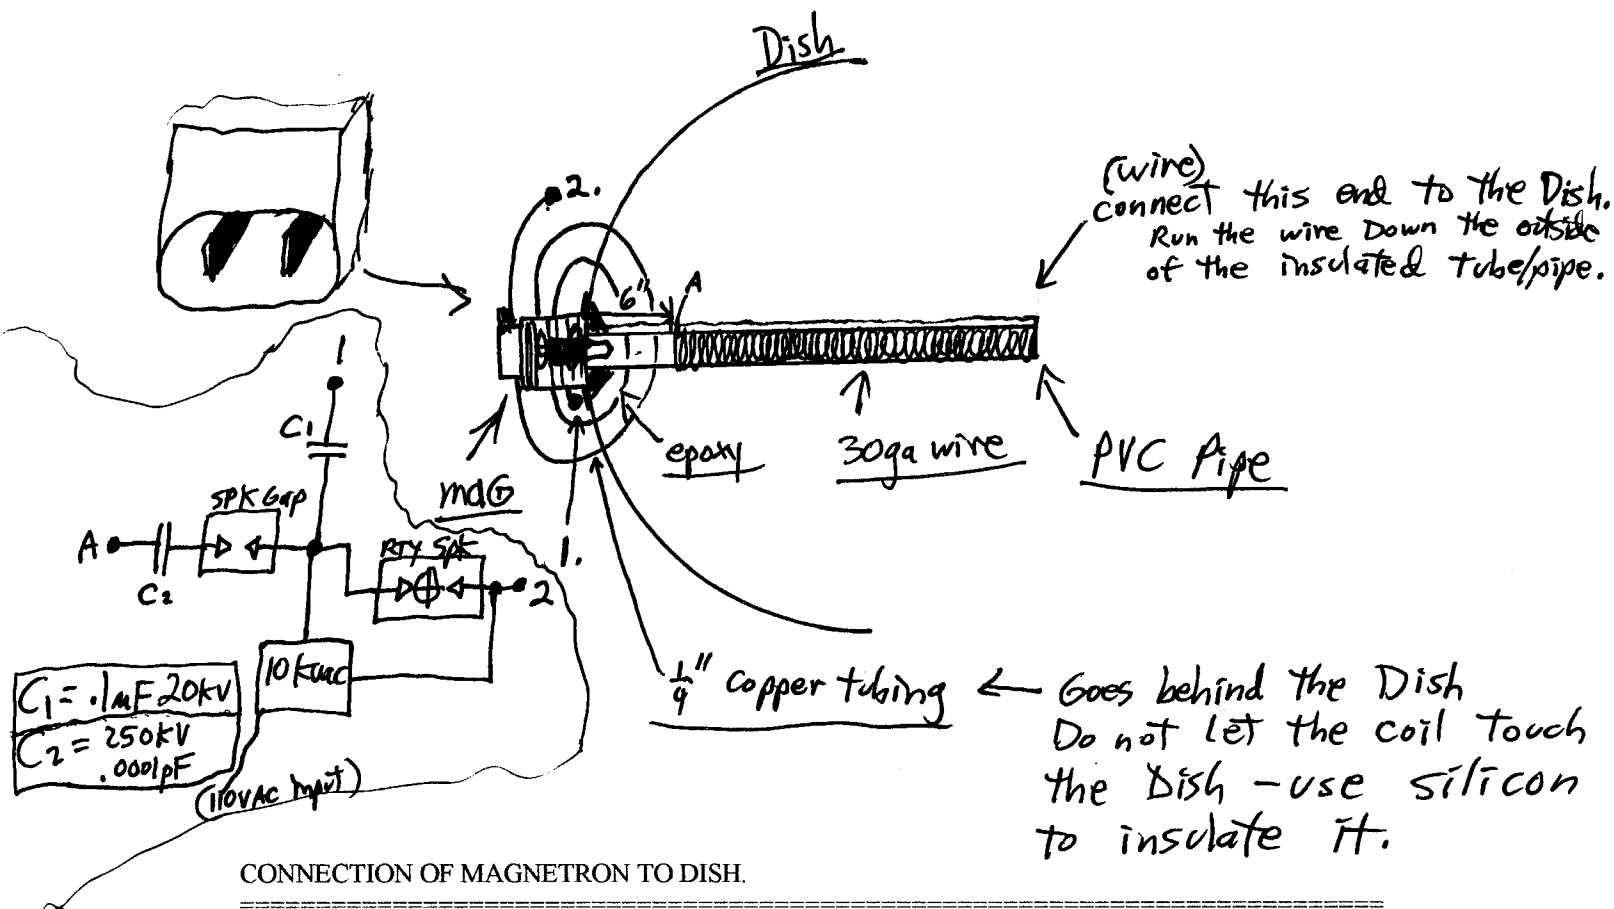 Dish
(wire)
connect this end to the Dish.
Run the wire Down the outside
of the insulated tube/pipe.
2.
6"
A
1
C1
SPK Gap
A
C2
RTY Spk
2
10 kvac
C1 = .1mF 20kV
C2 = 250kV
.0001pF
(110VAC input)
maG
1.
epoxy
30ga wire
PVC Pipe
1/4" copper tubing
Goes behind the Dish
Do not let the coil touch
the Dish - use silicon
to insulate it.
CONNECTION OF MAGNETRON TO DISH.